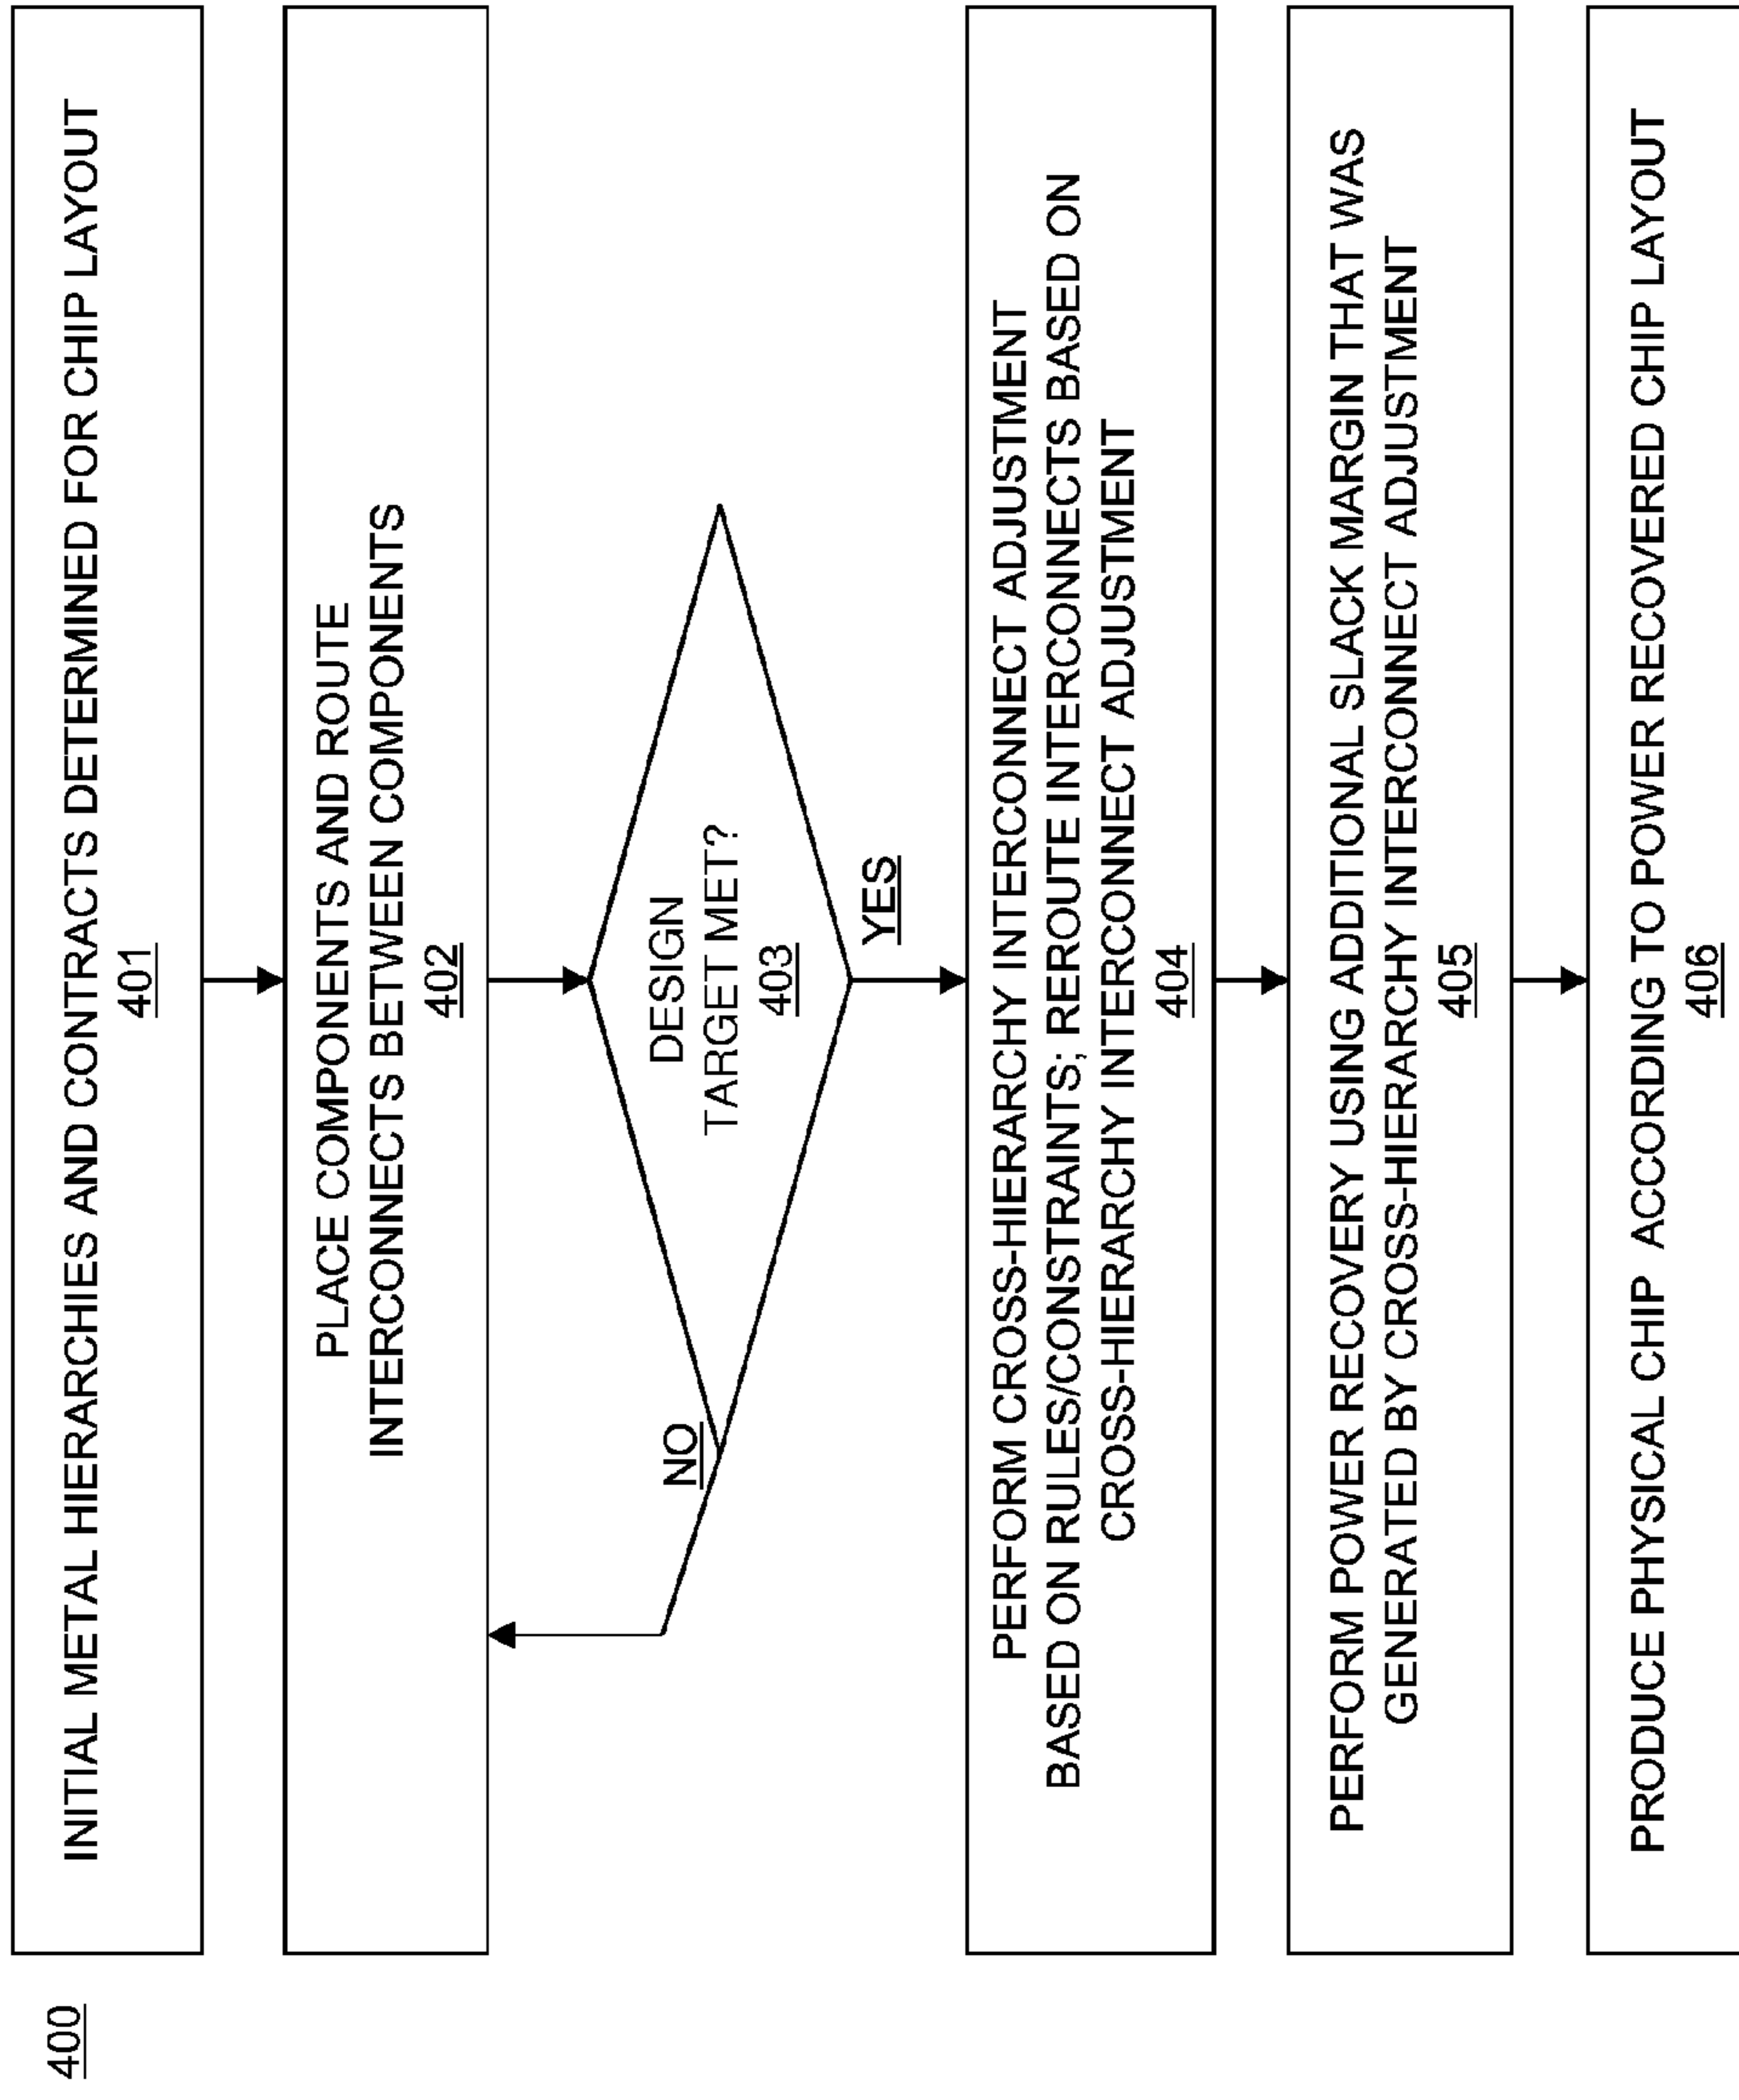 400
INITIAL METAL HIERARCHIES AND CONTRACTS DETERMINED FOR CHIP LAYOUT
401
PLACE COMPONENTS AND ROUTE
INTERCONNECTS BETWEEN COMPONENTS
402
DESIGN
TARGET MET?
403
NO
YES
PERFORM CROSS-HIERARCHY INTERCONNECT ADJUSTMENT
BASED ON RULES/CONSTRAINTS; REROUTE INTERCONNECTS BASED ON
CROSS-HIERARCHY INTERCONNECT ADJUSTMENT
404
PERFORM POWER RECOVERY USING ADDITIONAL SLACK MARGIN THAT WAS
GENERATED BY CROSS-HIERARCHY INTERCONNECT ADJUSTMENT
405
PRODUCE PHYSICAL CHIP ACCORDING TO POWER RECOVERED CHIP LAYOUT
406